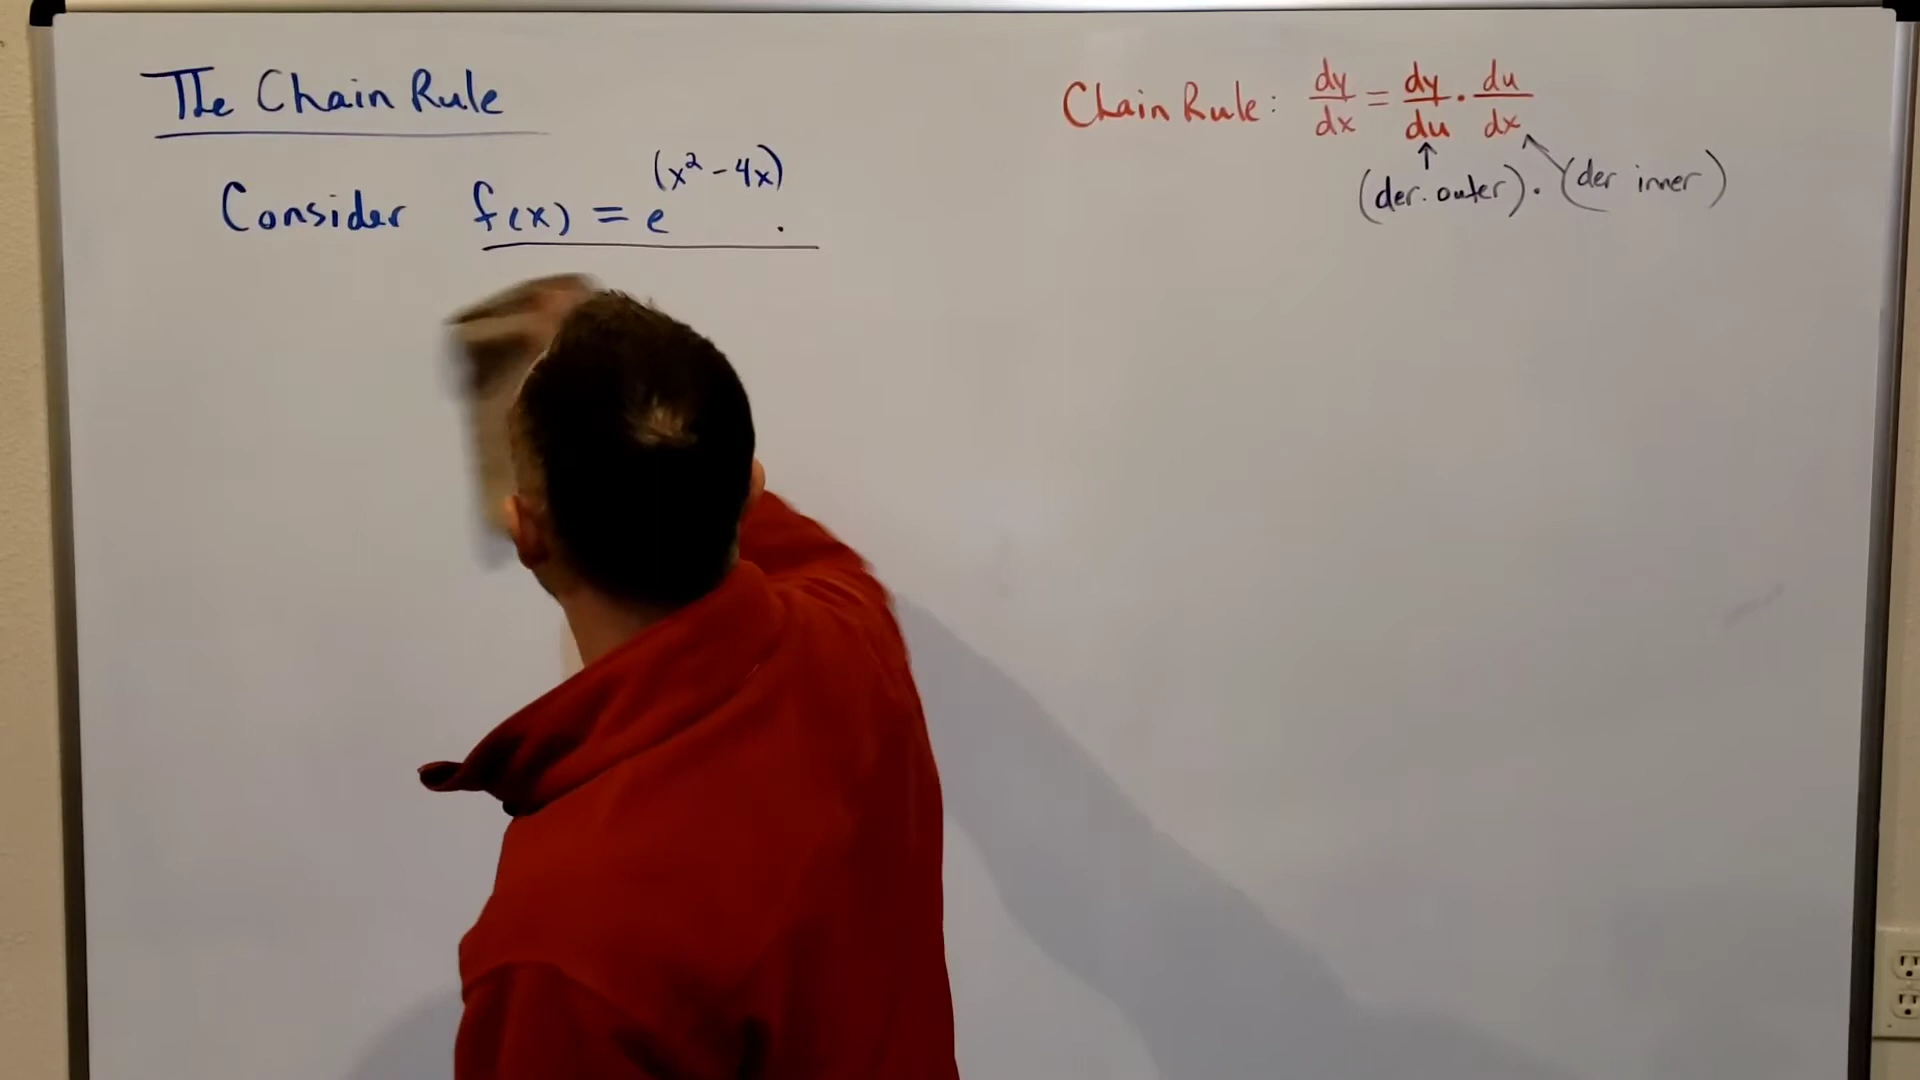 The Chain Rule
Consider f(x) = e^(x² - 4x).
Chain Rule: dy/dx = dy/du · du/dx
(der. outer) · (der inner)